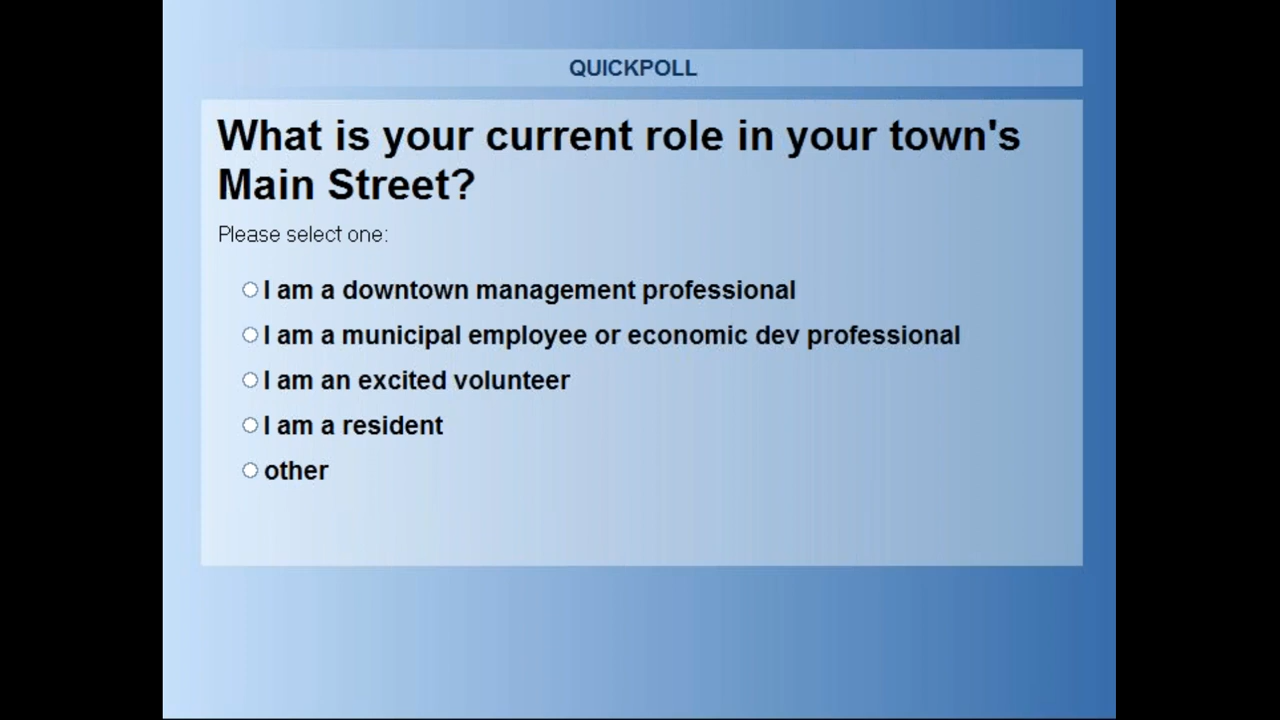 QUICKPOLL
What is your current role in your town's
Main Street?
Please select one:
I am a downtown management professional
I am a municipal employee or economic dev professional
I am an excited volunteer
I am a resident
other